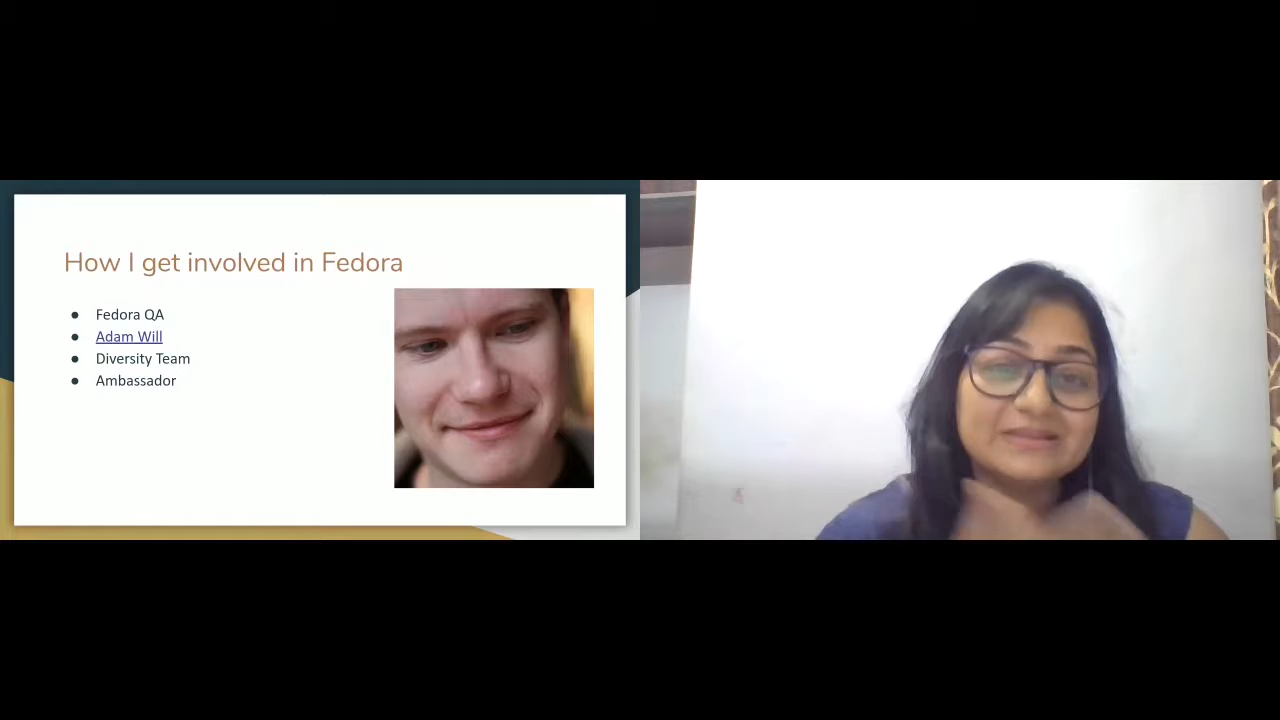 How I get involved in Fedora
● Fedora QA
● Adam Will
● Diversity Team
● Ambassador